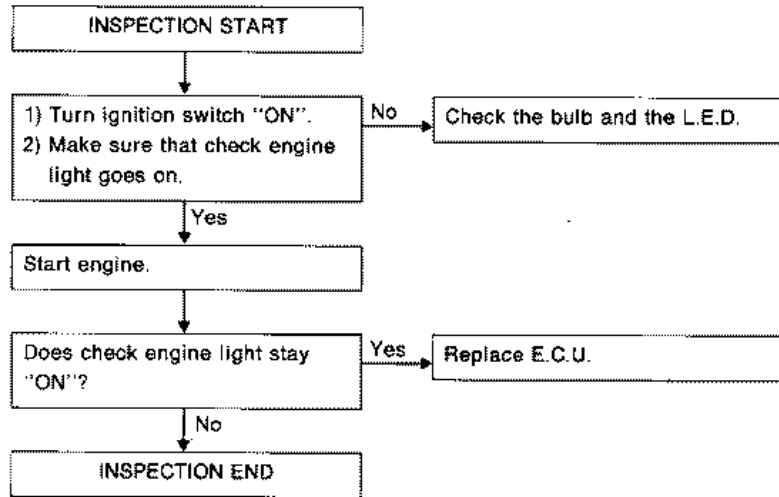 INSPECTION START
1) Turn ignition switch "ON".
2) Make sure that check engine
light goes on.
No
Check the bulb and the L.E.D.
Yes
Start engine.
Does check engine light stay
"ON"?
Yes
Replace E.C.U.
No
INSPECTION END